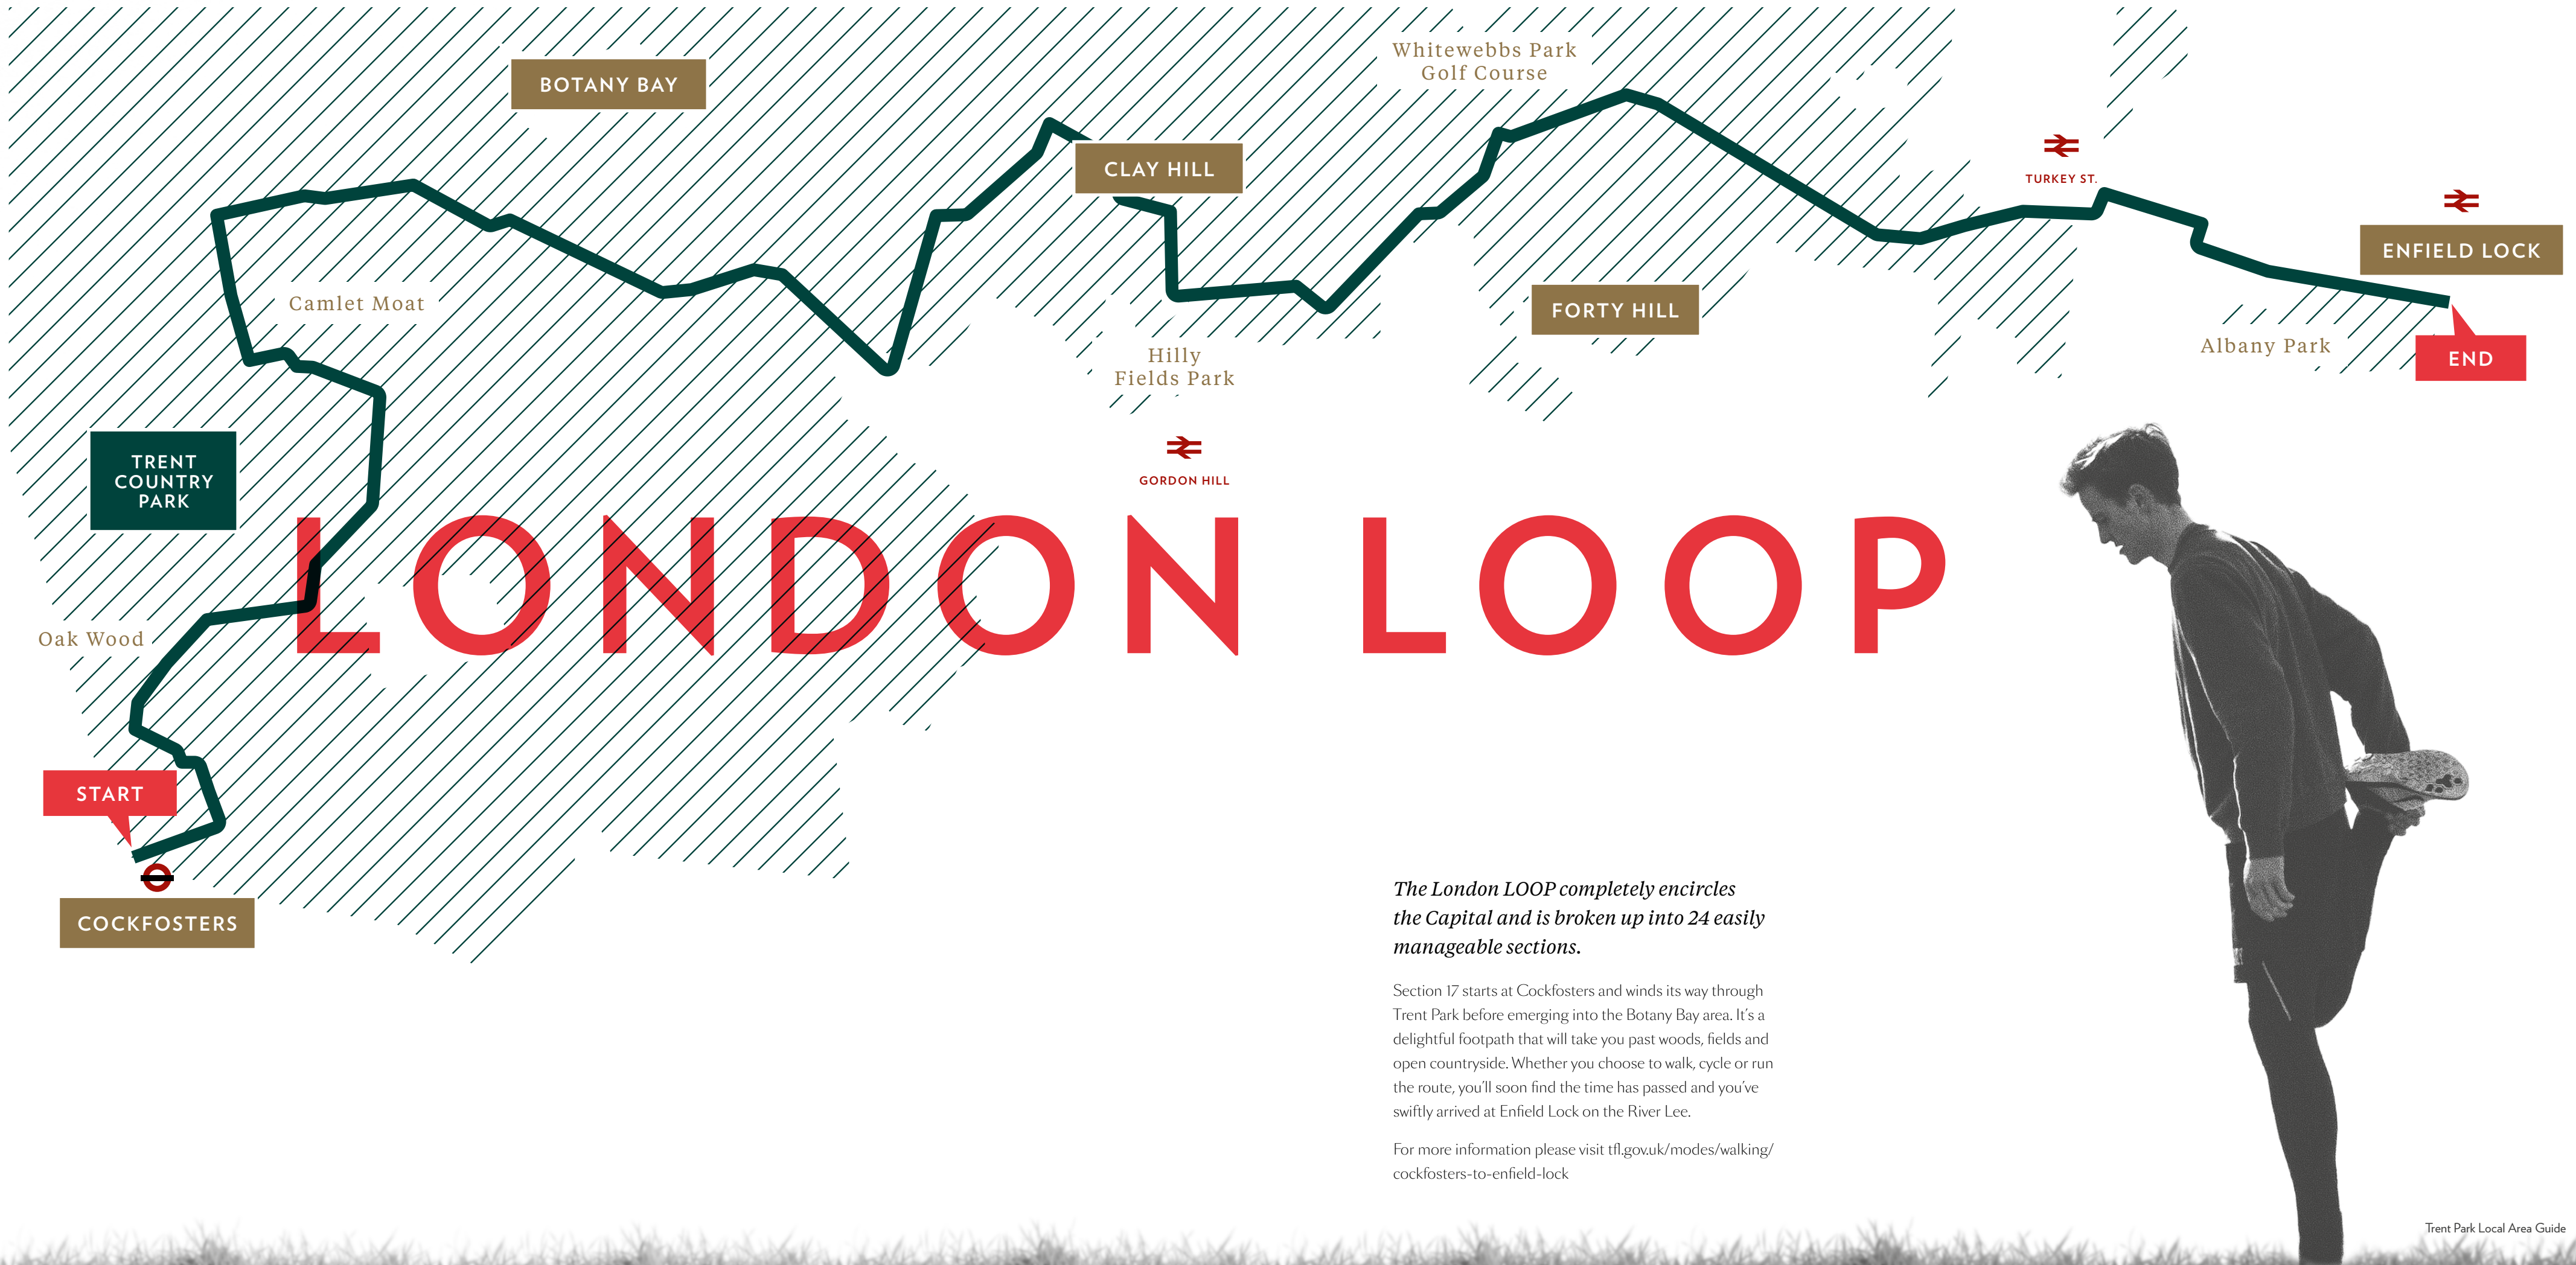 Whitewebbs Park
Golf Course
BOTANY BAY
CLAY HILL
TURKEY ST.
ENFIELD LOCK
Camlet Moat
FORTY HILL
Hilly
Fields Park
Albany Park
END
TRENT
COUNTRY
PARK
GORDON HILL
LONDON LOOP
Oak Wood
START
COCKFOSTERS
The London LOOP completely encircles
the Capital and is broken up into 24 easily
manageable sections.
Section 17 starts at Cockfosters and winds its way through
Trent Park before emerging into the Botany Bay area. It’s a
delightful footpath that will take you past woods, fields and
open countryside. Whether you choose to walk, cycle or run
the route, you’ll soon find the time has passed and you’ve
swiftly arrived at Enfield Lock on the River Lee.
For more information please visit tfl.gov.uk/modes/walking/
cockfosters-to-enfield-lock
Trent Park Local Area Guide